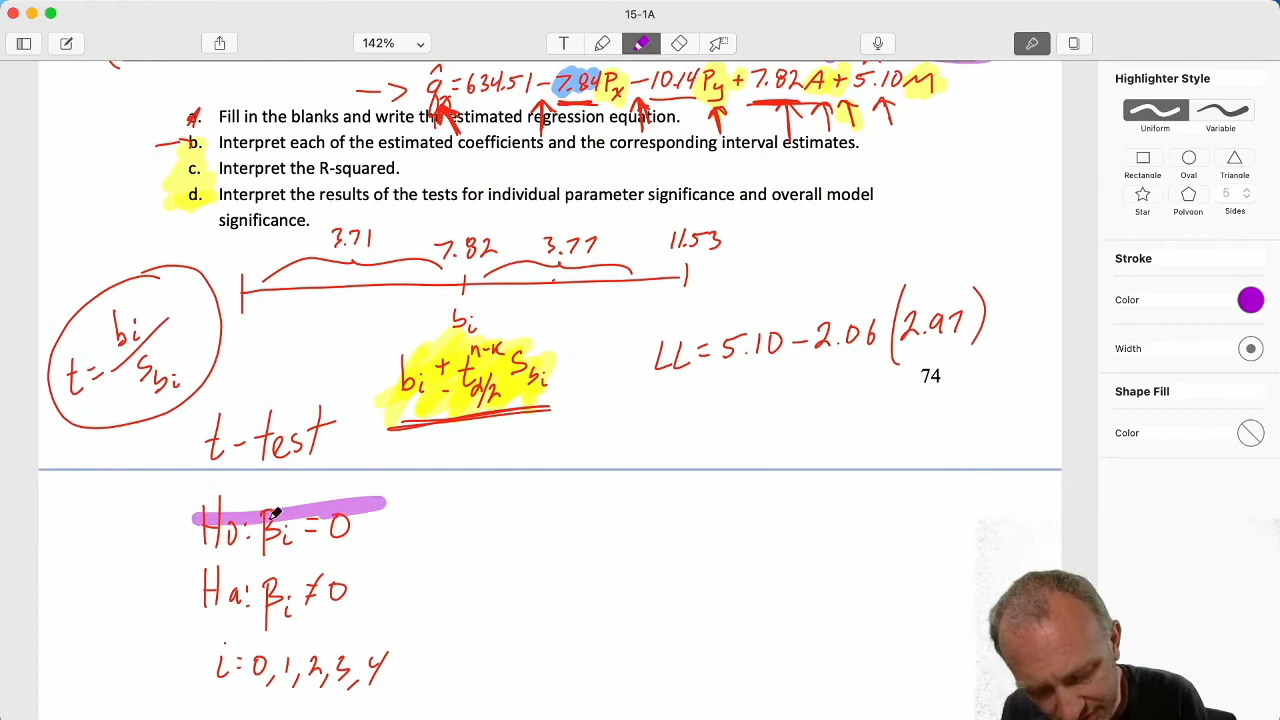 15-1A
142%
T
q̂x = 634.51 - 7.84Px - 10.14Py + 7.82A + 5.10M
a. Fill in the blanks and write the estimated regression equation.
b. Interpret each of the estimated coefficients and the corresponding interval estimates.
c. Interpret the R-squared.
d. Interpret the results of the tests for individual parameter significance and overall model
significance.
3.71 7.82 3.77 11.53
bi
t = bi/Sbi
bi ± t n-k α/2 Sbi
LL = 5.10 - 2.06 (2.97)
74
t-test
Ho: βi = 0
Ha: βi ≠ 0
i = 0, 1, 2, 3, 4
Highlighter Style
Uniform Variable
Rectangle Oval Triangle
Star Polygon 5 Sides
Stroke
Color
Width
Shape Fill
Color